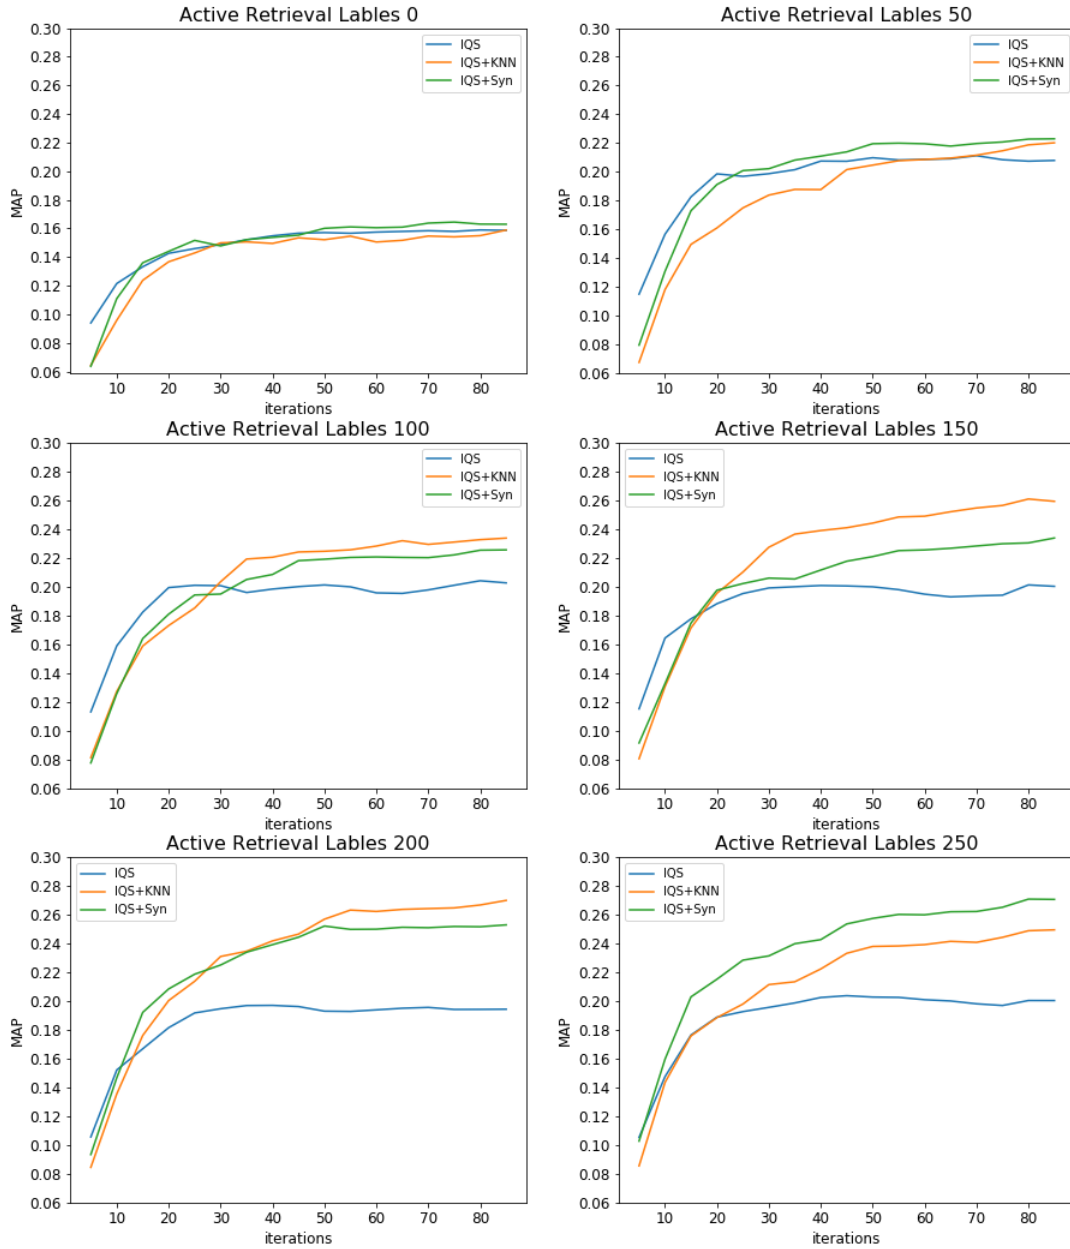 Active Retrieval Lables 0
0.30
0.28
0.26
0.24
0.22
0.20
0.18
0.16
0.14
0.12
0.10
0.08
0.06
MAP
IQS
IQS+KNN
IQS+Syn
10 20 30 40 50 60 70 80
iterations
Active Retrieval Lables 50
0.30
0.28
0.26
0.24
0.22
0.20
0.18
0.16
0.14
0.12
0.10
0.08
0.06
MAP
IQS
IQS+KNN
IQS+Syn
10 20 30 40 50 60 70 80
iterations
Active Retrieval Lables 100
0.30
0.28
0.26
0.24
0.22
0.20
0.18
0.16
0.14
0.12
0.10
0.08
0.06
MAP
IQS
IQS+KNN
IQS+Syn
10 20 30 40 50 60 70 80
iterations
Active Retrieval Lables 150
0.30
0.28
0.26
0.24
0.22
0.20
0.18
0.16
0.14
0.12
0.10
0.08
0.06
MAP
IQS
IQS+KNN
IQS+Syn
10 20 30 40 50 60 70 80
iterations
Active Retrieval Lables 200
0.30
0.28
0.26
0.24
0.22
0.20
0.18
0.16
0.14
0.12
0.10
0.08
0.06
MAP
IQS
IQS+KNN
IQS+Syn
10 20 30 40 50 60 70 80
iterations
Active Retrieval Lables 250
0.30
0.28
0.26
0.24
0.22
0.20
0.18
0.16
0.14
0.12
0.10
0.08
0.06
MAP
IQS
IQS+KNN
IQS+Syn
10 20 30 40 50 60 70 80
iterations